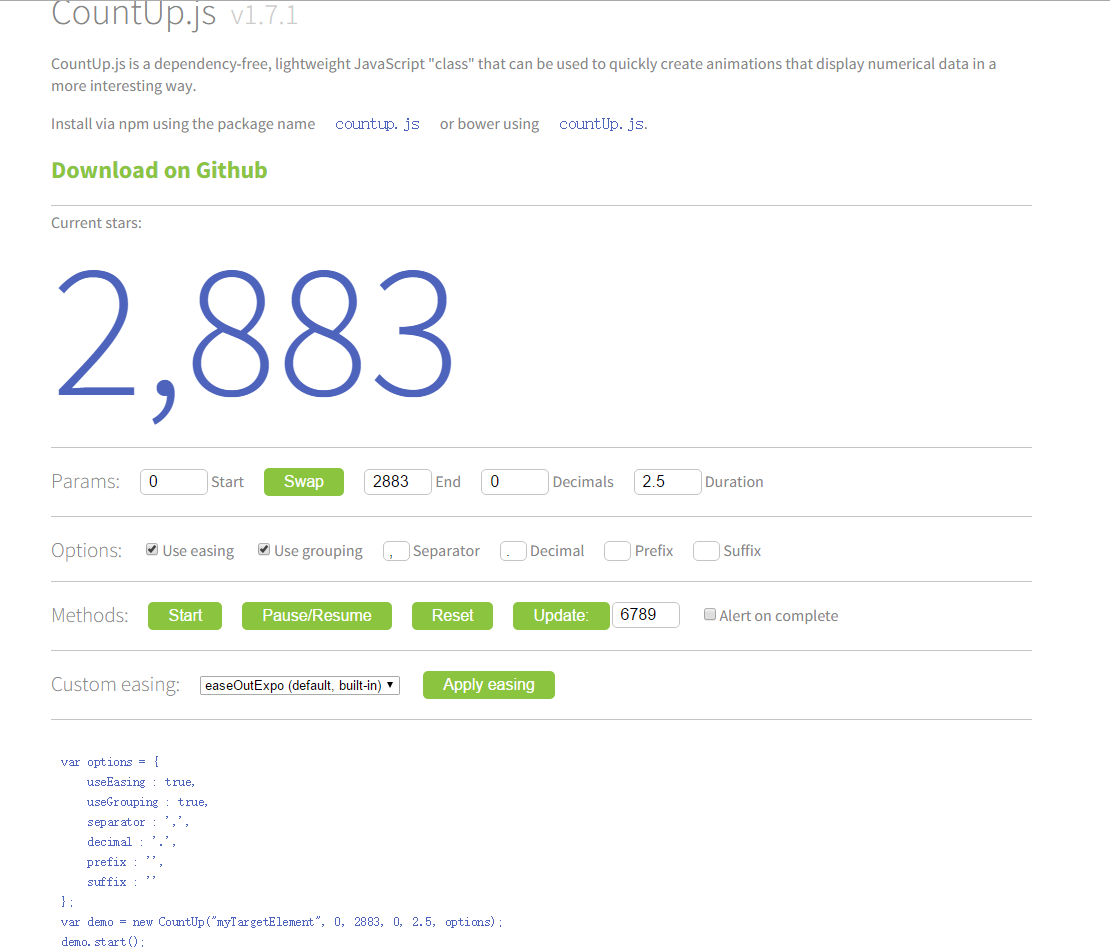 CountUp.js v1.7.1
CountUp.js is a dependency-free, lightweight JavaScript "class" that can be used to quickly create animations that display numerical data in a
more interesting way.
Install via npm using the package name countup.js or bower using countUp.js.
Download on Github
Current stars:
2,883
Params: 0 Start Swap 2883 End 0 Decimals 2.5 Duration
Options: Use easing Use grouping , Separator . Decimal Prefix Suffix
Methods: Start Pause/Resume Reset Update: 6789 Alert on complete
Custom easing: easeOutExpo (default, built-in) Apply easing
var options = {
    useEasing : true,
    useGrouping : true,
    separator : ',',
    decimal : '.',
    prefix : '',
    suffix : ''
};
var demo = new CountUp("myTargetElement", 0, 2883, 0, 2.5, options);
demo.start();